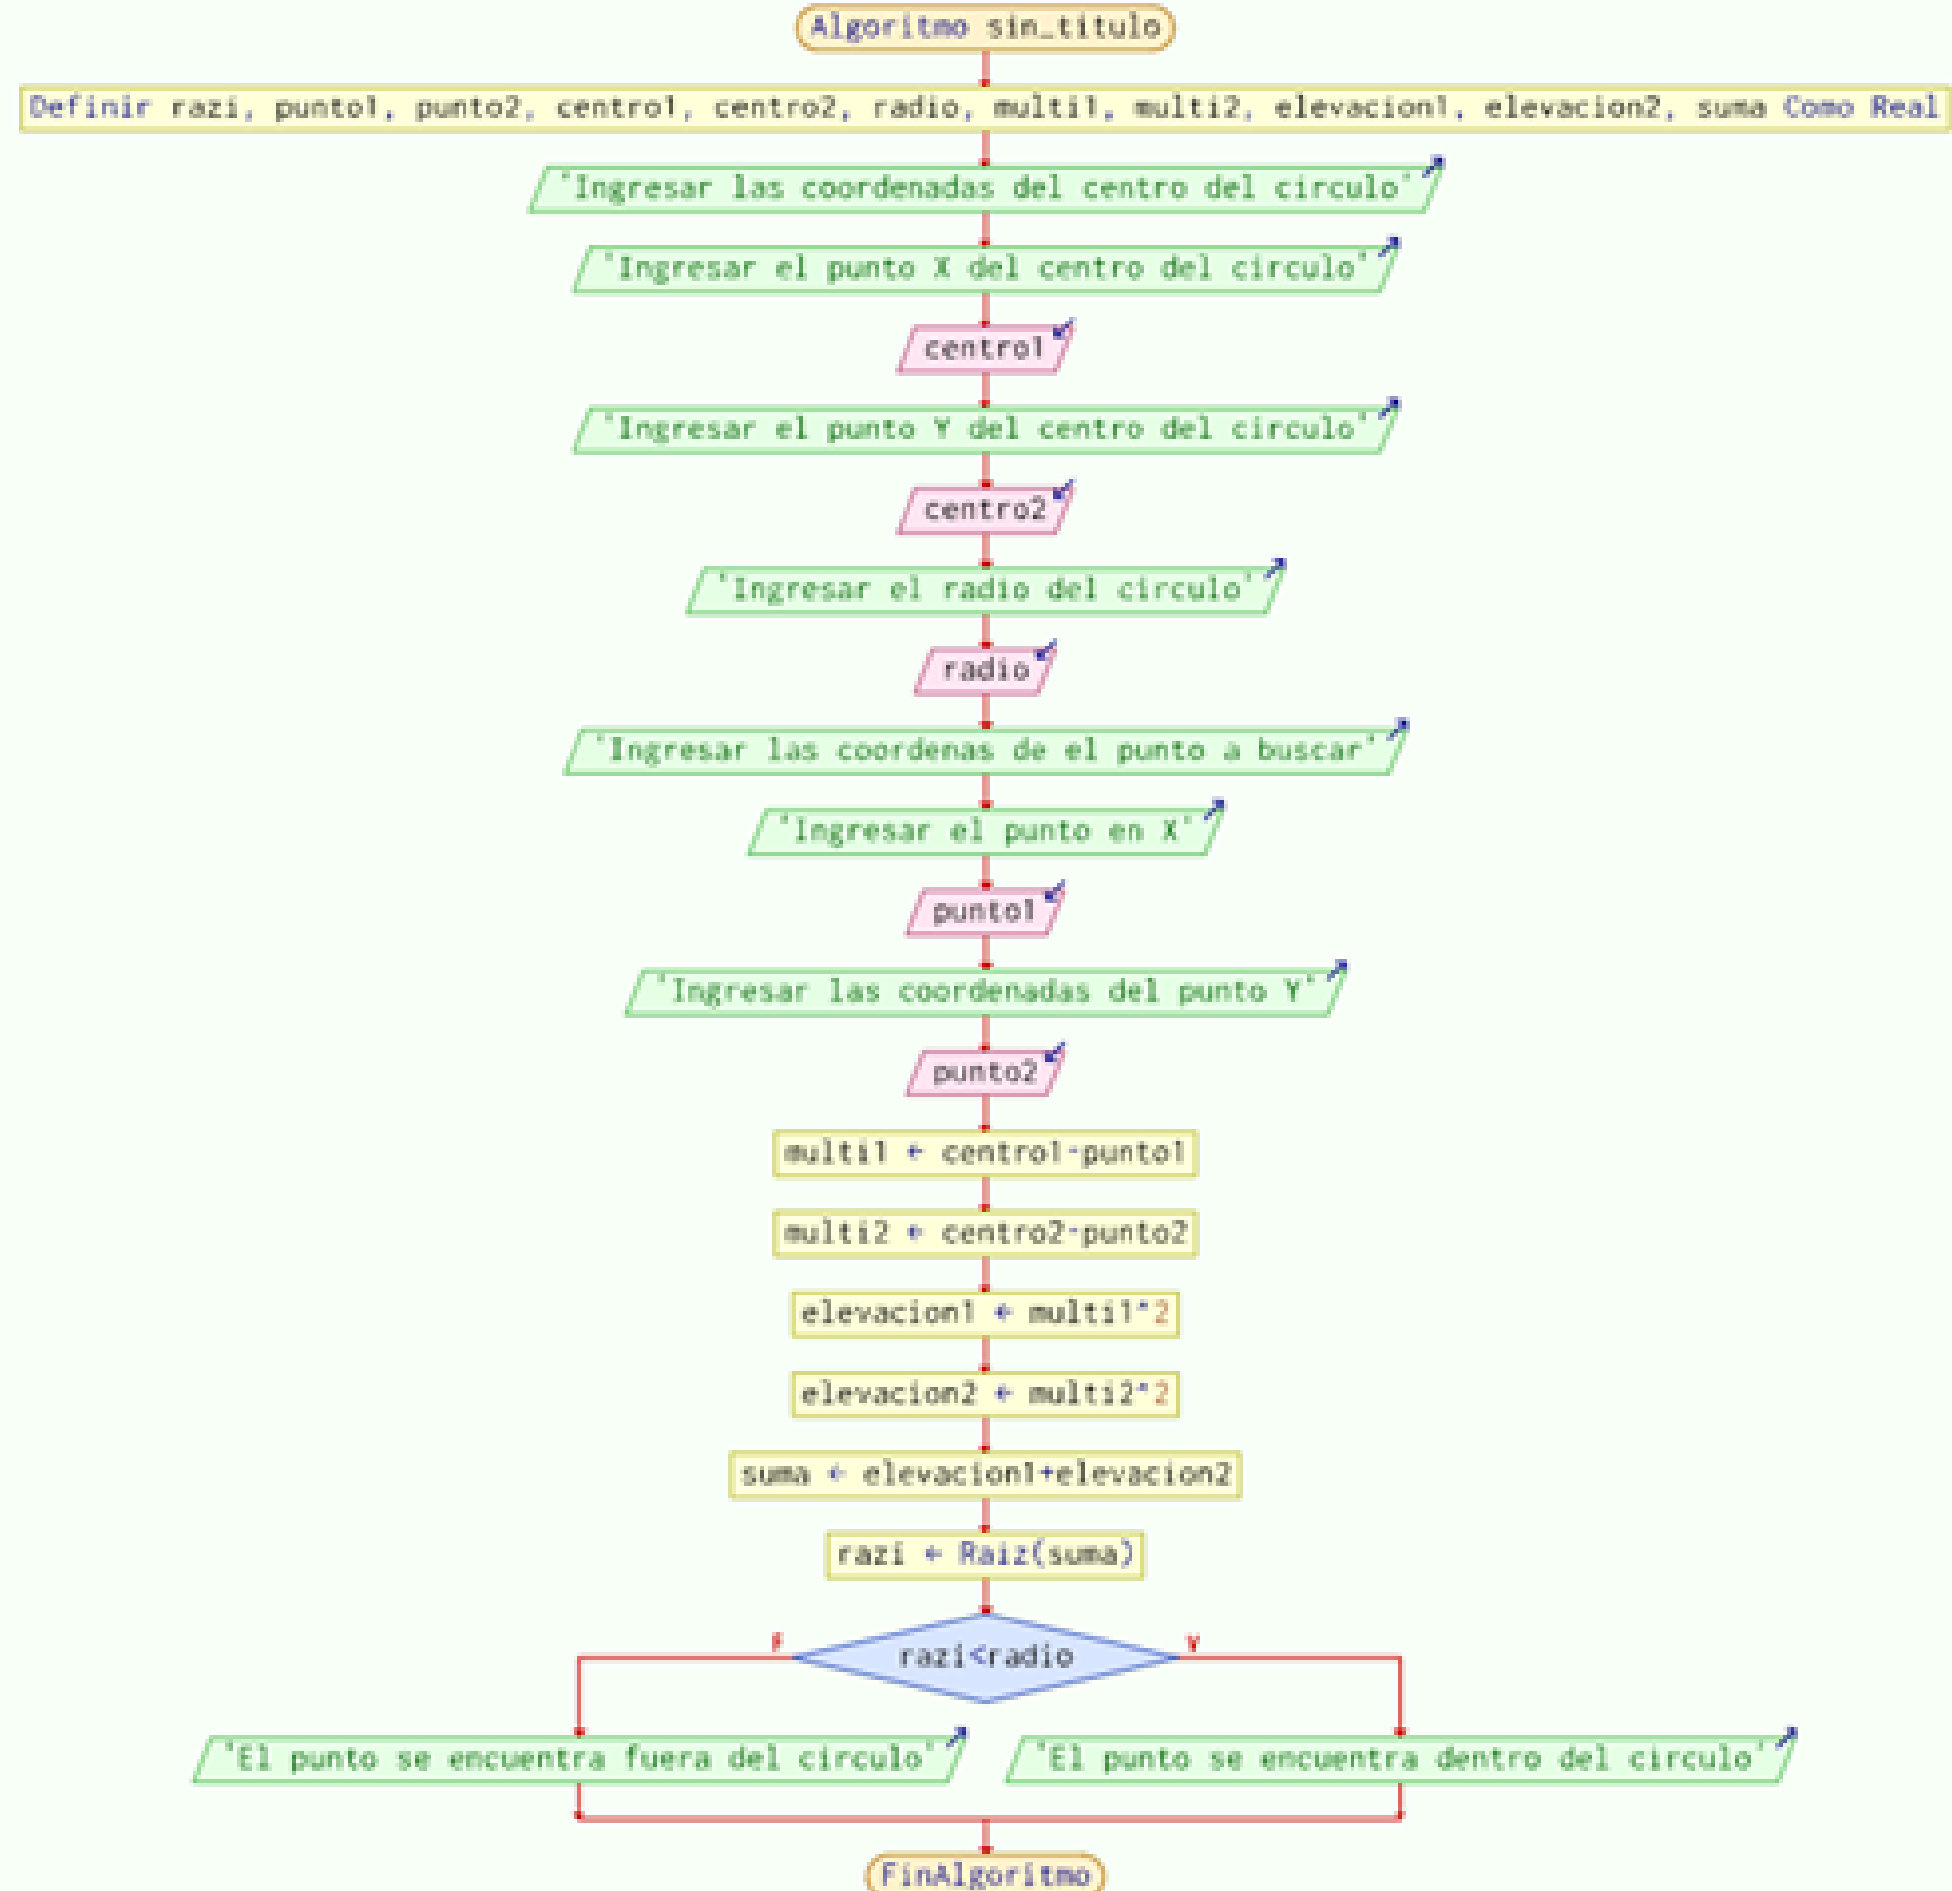 Algoritmo sin_titulo
Definir razi, punto1, punto2, centro1, centro2, radio, multi1, multi2, elevacion1, elevacion2, suma Como Real
'Ingresar las coordenadas del centro del circulo'
'Ingresar el punto X del centro del circulo'
centro1
'Ingresar el punto Y del centro del circulo'
centro2
'Ingresar el radio del circulo'
radio
'Ingresar las coordenas de el punto a buscar'
'Ingresar el punto en X'
punto1
'Ingresar las coordenadas del punto Y'
punto2
multi1 ← centro1-punto1
multi2 ← centro2-punto2
elevacion1 ← multi1^2
elevacion2 ← multi2^2
suma ← elevacion1+elevacion2
razi ← Raiz(suma)
F razi<radio V
'El punto se encuentra fuera del circulo' 'El punto se encuentra dentro del circulo'
FinAlgoritmo